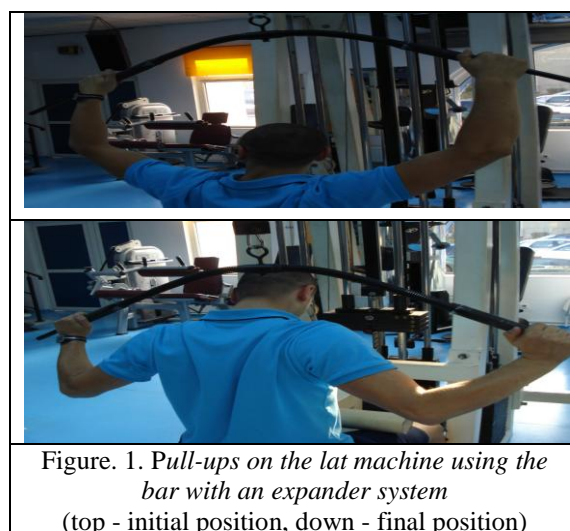 Figure. 1. Pull-ups on the lat machine using the
bar with an expander system
(top - initial position, down - final position)